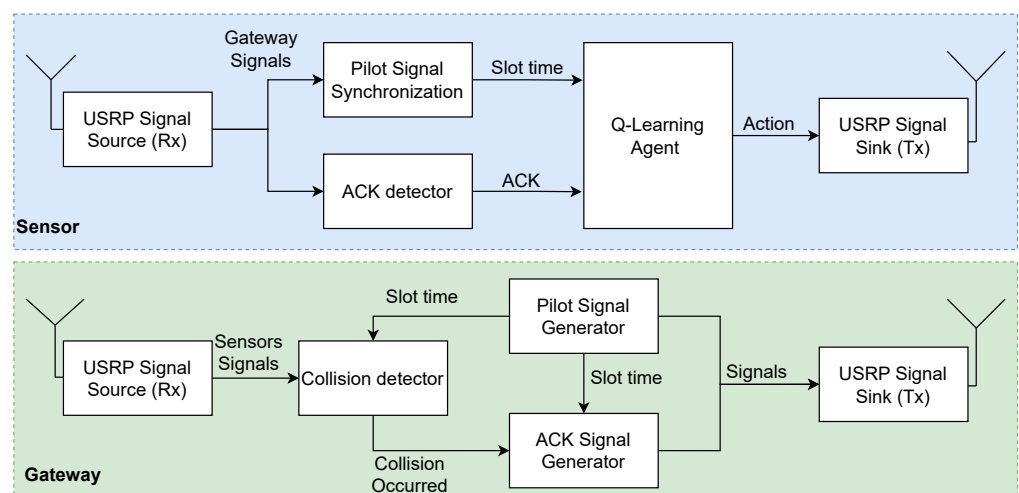 Gateway
Signals
Pilot Signal
Synchronization
Slot time
USRP Signal
Source (Rx)
Q-Learning
Agent
Action
USRP Signal
Sink (Tx)
ACK detector
ACK
Sensor
Slot time
Pilot Signal
Generator
Sensors
Signals
USRP Signal
Source (Rx)
Collision detector
Slot time
Signals
USRP Signal
Sink (Tx)
ACK Signal
Generator
Collision
Occurred
Gateway